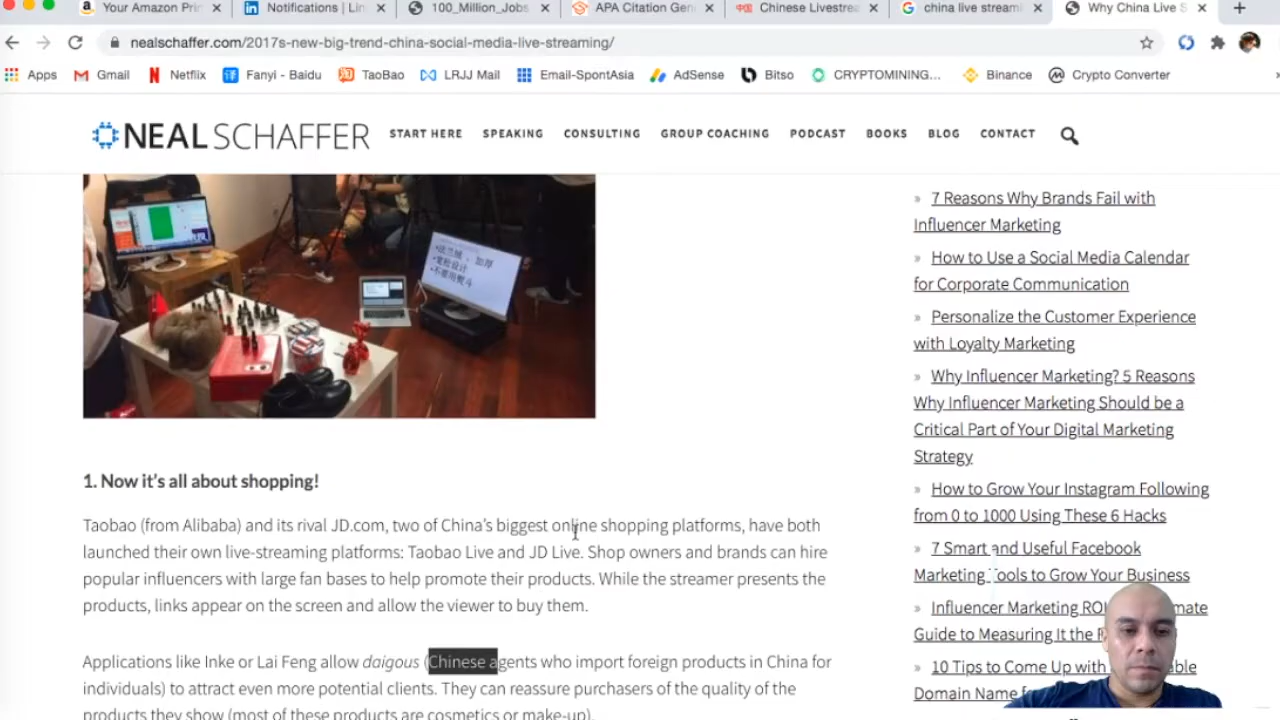 Your Amazon Prim
Notifications | Lin
100_Million_Jobs
APA Citation Gen
Chinese Livestrea
china live streami
Why China Live S
nealschaffer.com/2017s-new-big-trend-china-social-media-live-streaming/
Apps
Gmail
Netflix
Fanyi - Baidu
TaoBao
LRJJ Mail
Email-SpontAsia
AdSense
Bitso
CRYPTOMINING...
Binance
Crypto Converter
NEAL SCHAFFER
START HERE
SPEAKING
CONSULTING
GROUP COACHING
PODCAST
BOOKS
BLOG
CONTACT
1. Now it's all about shopping!
Taobao (from Alibaba) and its rival JD.com, two of China's biggest online shopping platforms, have both
launched their own live-streaming platforms: Taobao Live and JD Live. Shop owners and brands can hire
popular influencers with large fan bases to help promote their products. While the streamer presents the
products, links appear on the screen and allow the viewer to buy them.
Applications like Inke or Lai Feng allow daigous (Chinese agents who import foreign products in China for
individuals) to attract even more potential clients. They can reassure purchasers of the quality of the
products they show (most of these products are cosmetics or make-up).
» 7 Reasons Why Brands Fail with
Influencer Marketing
» How to Use a Social Media Calendar
for Corporate Communication
» Personalize the Customer Experience
with Loyalty Marketing
» Why Influencer Marketing? 5 Reasons
Why Influencer Marketing Should be a
Critical Part of Your Digital Marketing
Strategy
» How to Grow Your Instagram Following
from 0 to 1000 Using These 6 Hacks
» 7 Smart and Useful Facebook
Marketing Tools to Grow Your Business
» Influencer Marketing RO mate
Guide to Measuring It the R
» 10 Tips to Come Up with able
Domain Name f